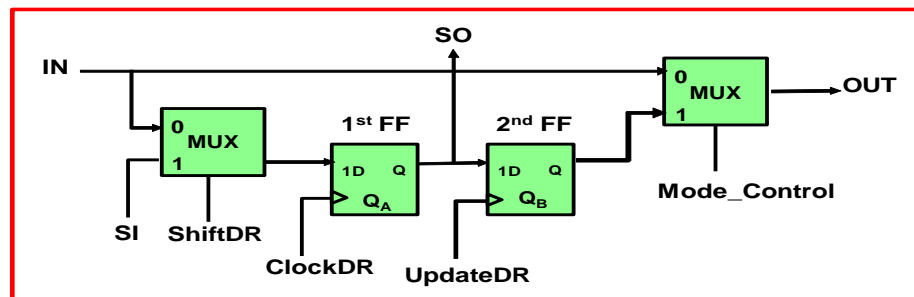 SO
IN
0
MUX
1
OUT
0
MUX
1
1st FF
2nd FF
1D Q
QA
1D Q
QB
Mode_Control
SI
ShiftDR
ClockDR
UpdateDR